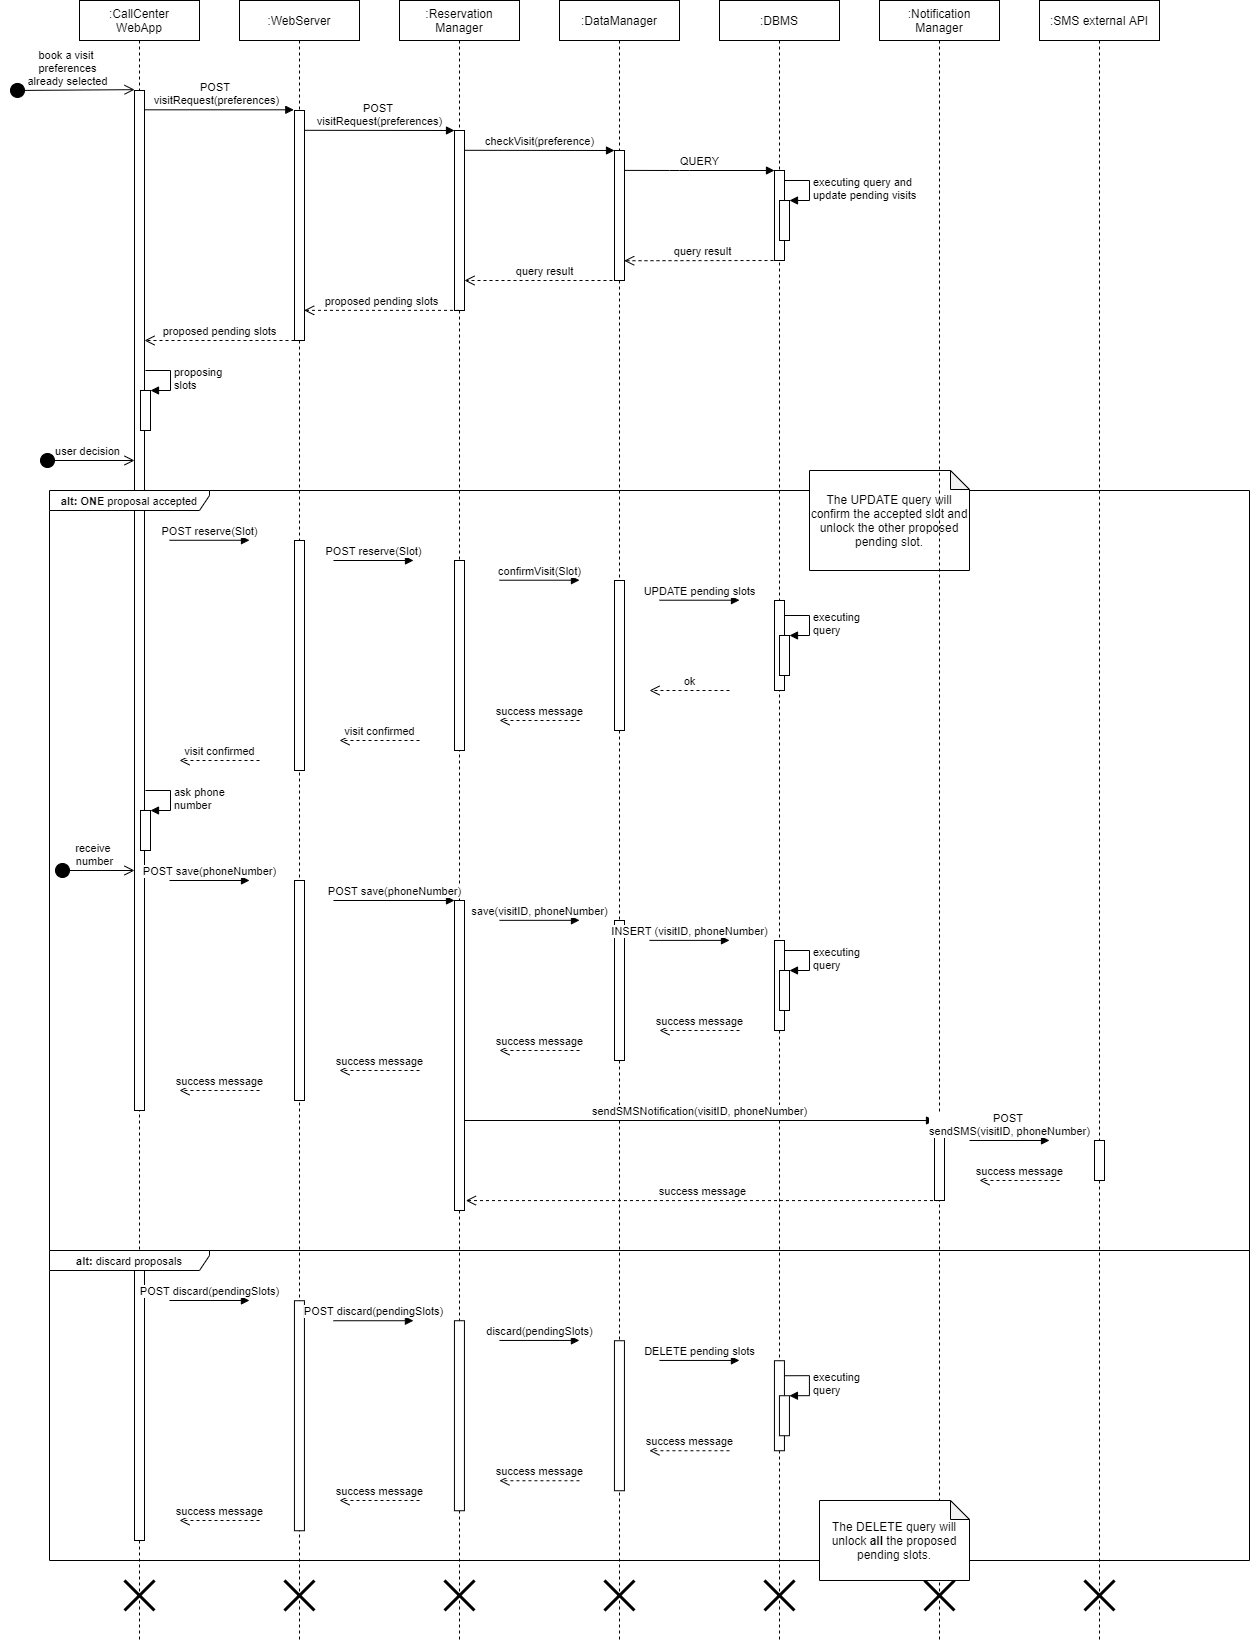 :CallCenter
WebApp
:WebServer
:Reservation
Manager
:DataManager
:DBMS
:Notification
Manager
:SMS external API
book a visit
preferences
already selected
POST
visitRequest(preferences)
POST
visitRequest(preferences)
checkVisit(preference)
QUERY
executing query and
update pending visits
query result
query result
proposed pending slots
proposed pending slots
proposing
slots
user decision
alt: ONE proposal accepted
The UPDATE query will
confirm the accepted slot and
unlock the other proposed
pending slot.
POST reserve(Slot)
POST reserve(Slot)
confirmVisit(Slot)
UPDATE pending slots
executing
query
ok
success message
visit confirmed
visit confirmed
ask phone
number
receive
number
POST save(phoneNumber)
POST save(phoneNumber)
save(visitID, phoneNumber)
INSERT (visitID, phoneNumber)
executing
query
success message
success message
success message
success message
sendSMSNotification(visitID, phoneNumber)
POST
sendSMS(visitID, phoneNumber)
success message
success message
alt: discard proposals
POST discard(pendingSlots)
POST discard(pendingSlots)
discard(pendingSlots)
DELETE pending slots
executing
query
success message
success message
success message
success message
The DELETE query will
unlock all the proposed
pending slots.